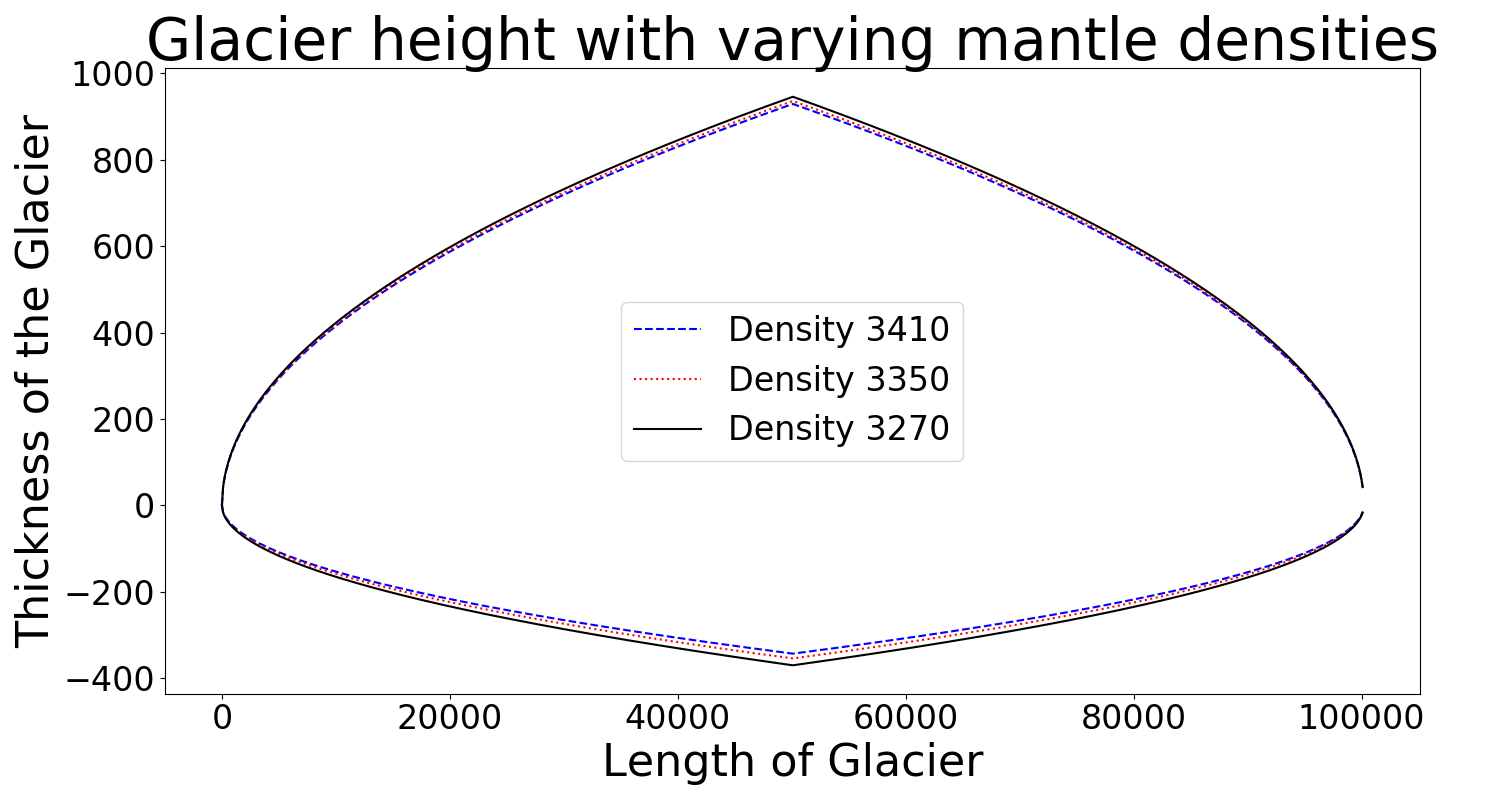 Glacier height with varying mantle densities
Thickness of the Glacier
1000
800
600
400
200
0
−200
−400
Density 3410
Density 3350
Density 3270
0 20000 40000 60000 80000 100000
Length of Glacier